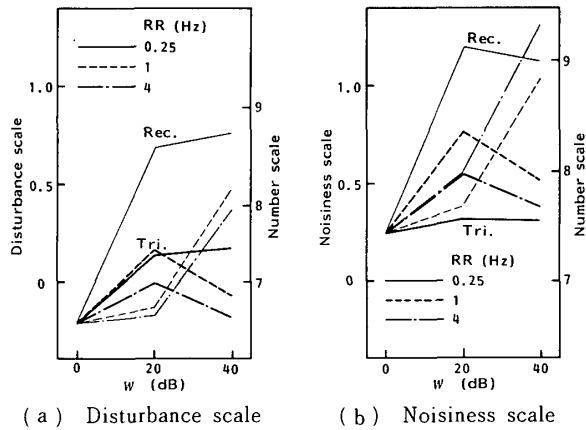 RR (Hz)
0.25
1
4
1.0
0.5
0
Disturbance scale
Rec.
Tri.
9
8
7
Number scale
0 20 40
W (dB)
(a) Disturbance scale
1.0
0.5
0
Noisiness scale
Rec.
Tri.
RR (Hz)
0.25
1
4
9
8
7
Number scale
0 20 40
W (dB)
(b) Noisiness scale